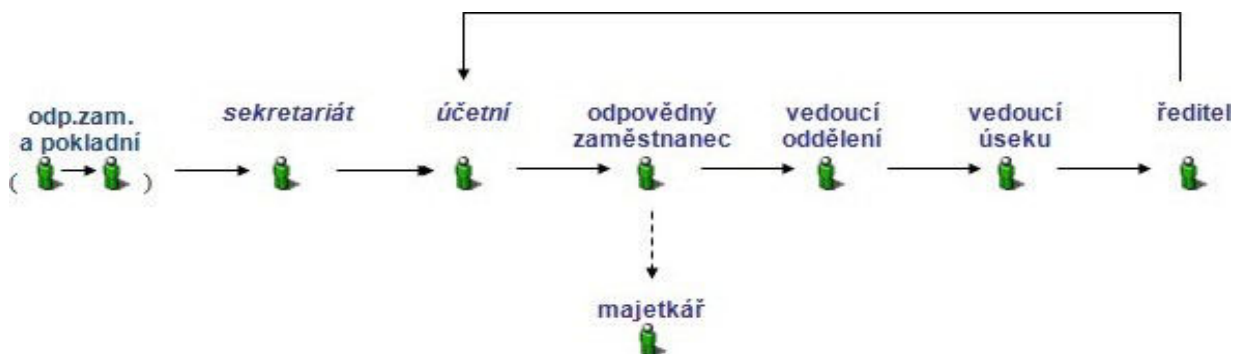 odp.zam.
a pokladní
( )
sekretariát
účetní
odpovědný
zaměstnanec
vedoucí
oddělení
vedoucí
úseku
ředitel
majetkář